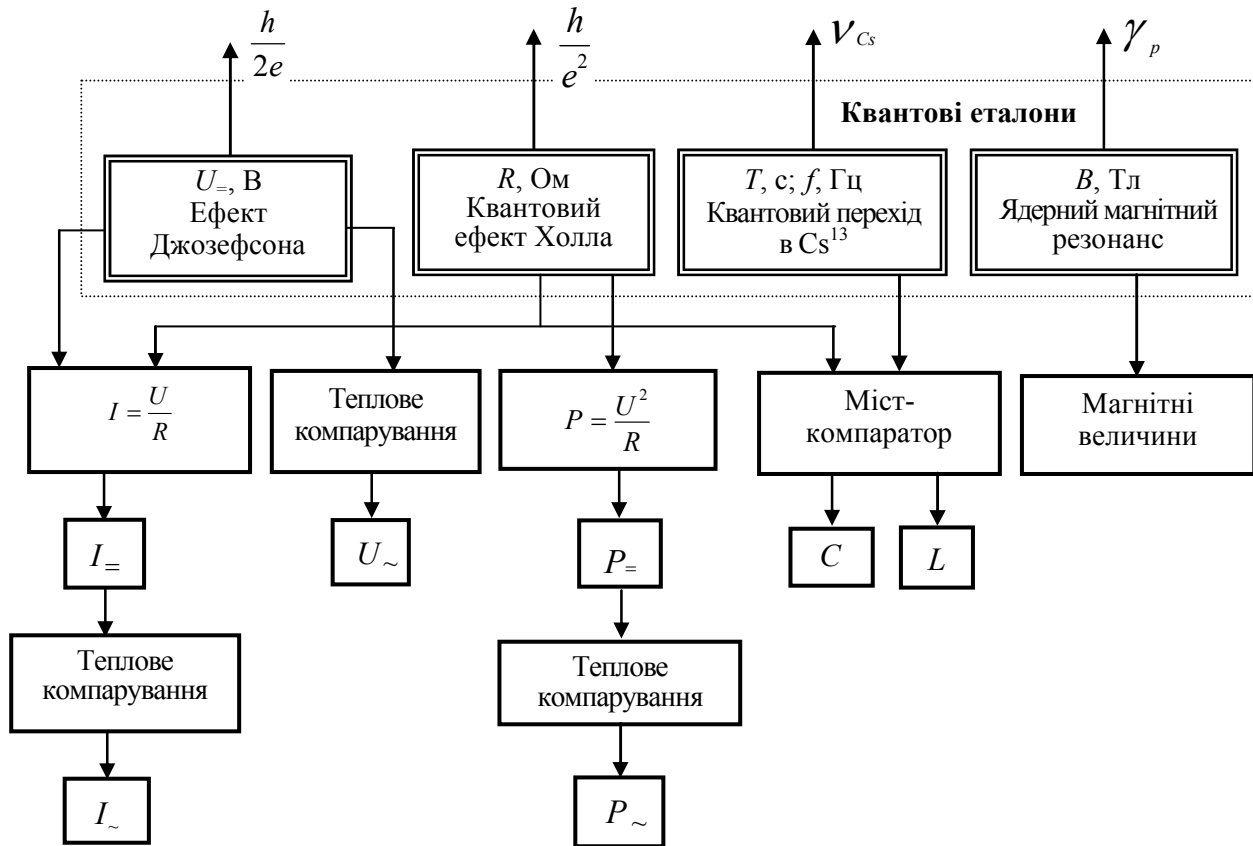 h/2e
h/e²
ν_Cs
γ_p
Квантові еталони
U₌, В
Ефект
Джозефсона
R, Ом
Квантовий
ефект Холла
T, с; f, Гц
Квантовий перехід
в Cs¹³
B, Тл
Ядерний магнітний
резонанс
I = U/R
Теплове
компарування
P = U²/R
Міст-
компаратор
Магнітні
величини
I₌
U~
P₌
C
L
Теплове
компарування
Теплове
компарування
I~
P~